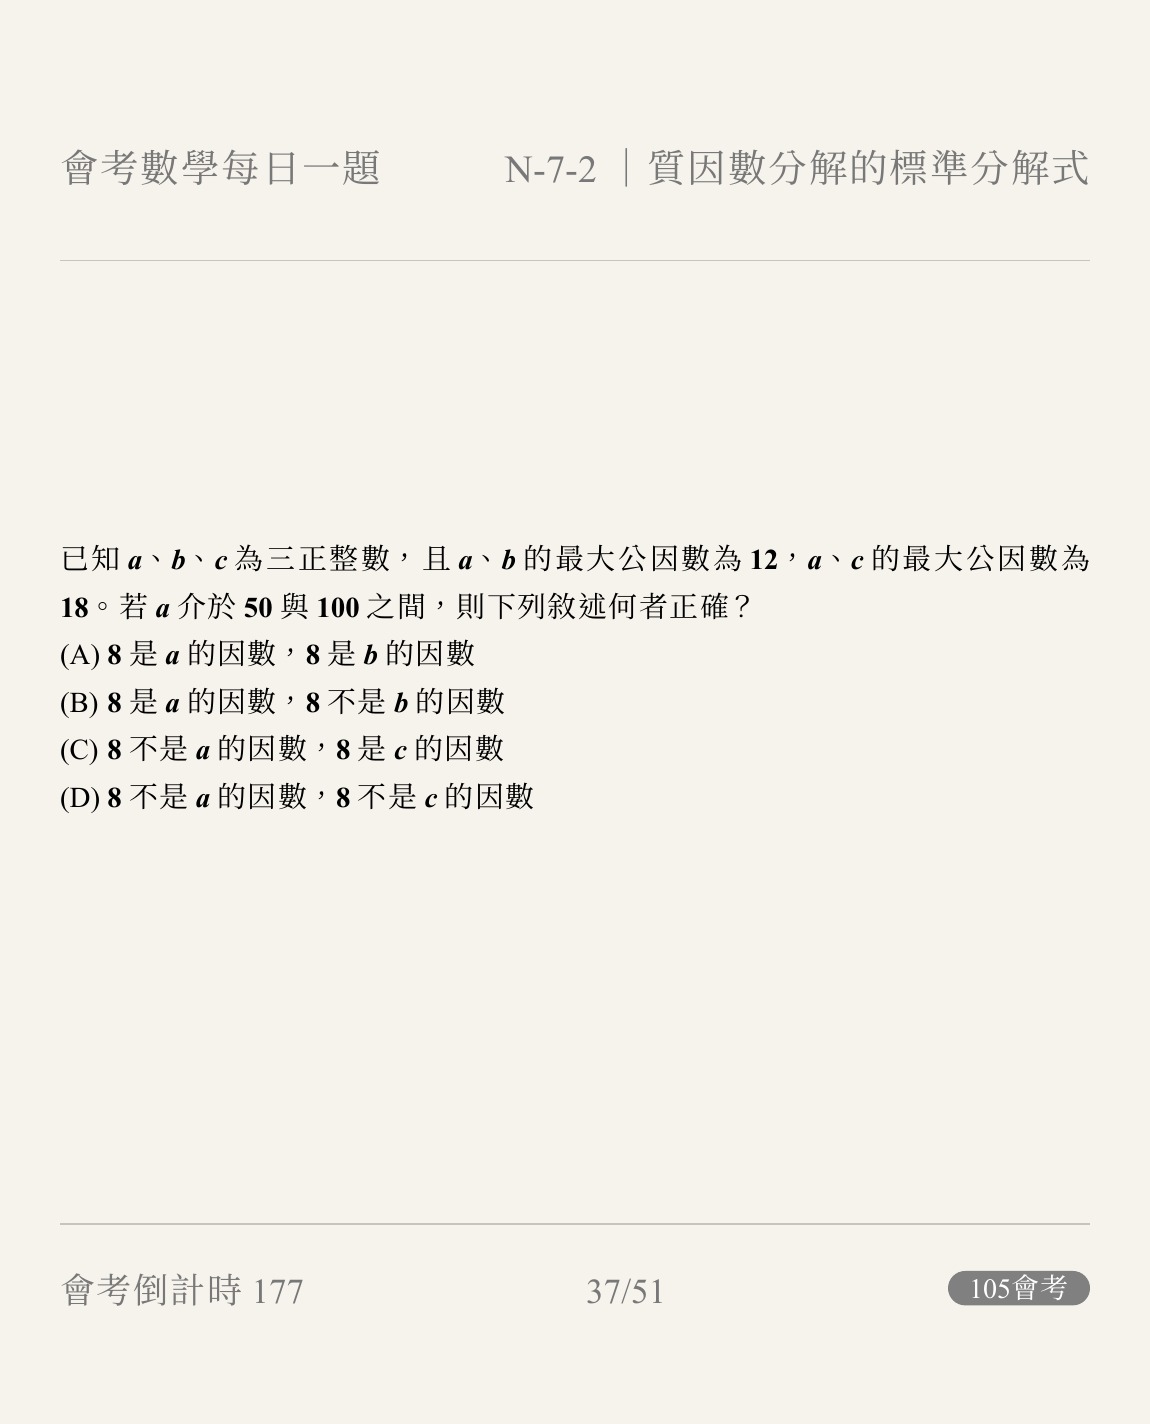 會考數學每日一題
N-7-2 ｜質因數分解的標準分解式
已知 a、b、c 為三正整數，且 a、b 的最大公因數為 12，a、c 的最大公因數為
18。若 a 介於 50 與 100 之間，則下列敘述何者正確？
(A) 8 是 a 的因數，8 是 b 的因數
(B) 8 是 a 的因數，8 不是 b 的因數
(C) 8 不是 a 的因數，8 是 c 的因數
(D) 8 不是 a 的因數，8 不是 c 的因數
會考倒計時 177
37/51
105會考